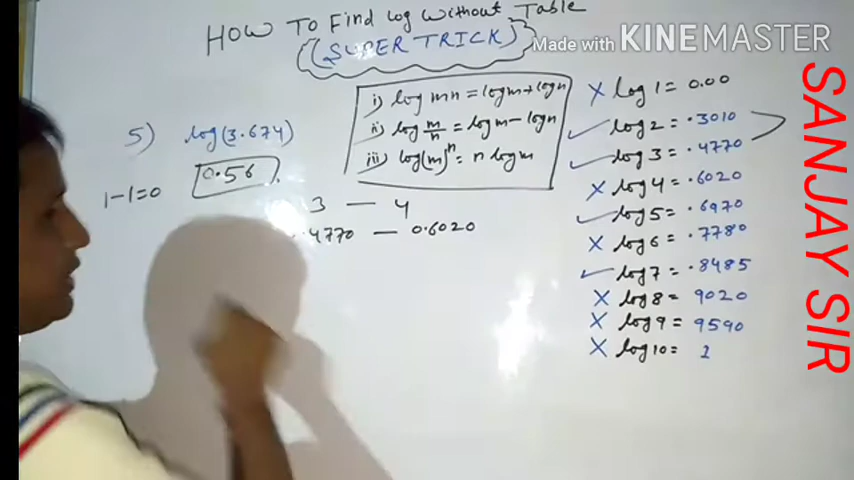 HOW TO Find log Without Table
((SUPER TRICK))
Made with KINEMASTER
i) log mn = logm + logn
ii) log m/n = logm - logn
iii) log(m)^n = n logm
5) log(3.674)
0.56
1-1=0
3 — 4
.4770 — 0.6020
X log 1 = 0.00
✓ log 2 = .3010
✓ log 3 = .4770
X log 4 = .6020
✓ log 5 = .6970
X log 6 = .7780
✓ log 7 = .8485
X log 8 = 9020
X log 9 = 9590
X log 10 = 1
SANJAY SIR